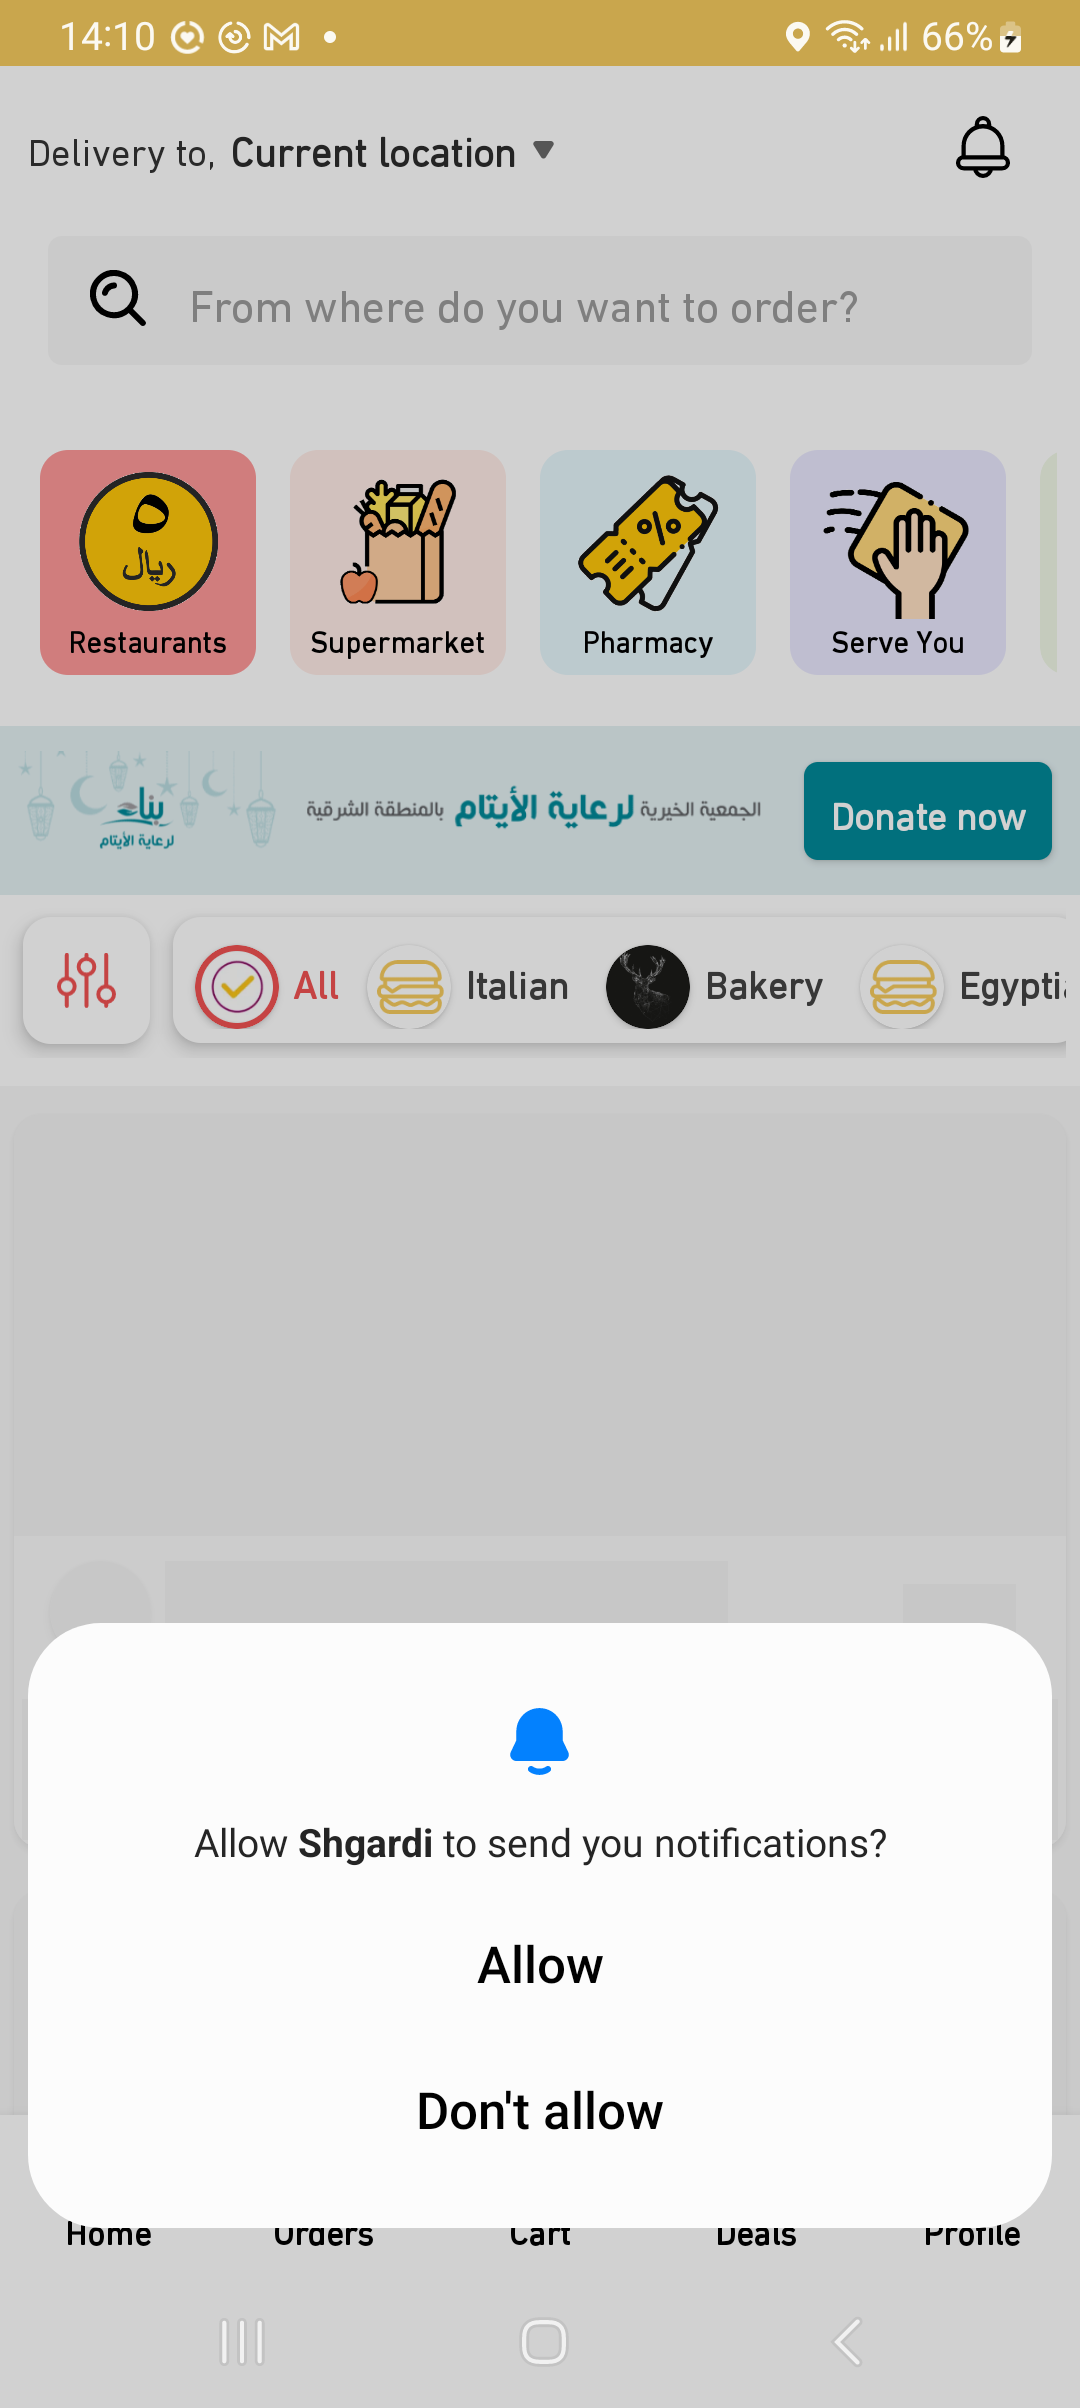 14:10
66%
Delivery to, Current location
From where do you want to order?
٥
ريال
Restaurants
Supermarket
%
Pharmacy
Serve You
بناء
لرعاية الأيتام
الجمعية الخيرية لرعاية الأيتام بالمنطقة الشرقية
Donate now
All
Italian
Bakery
Egyptia
Allow Shgardi to send you notifications?
Allow
Don't allow
Home
Orders
Cart
Deals
Profile